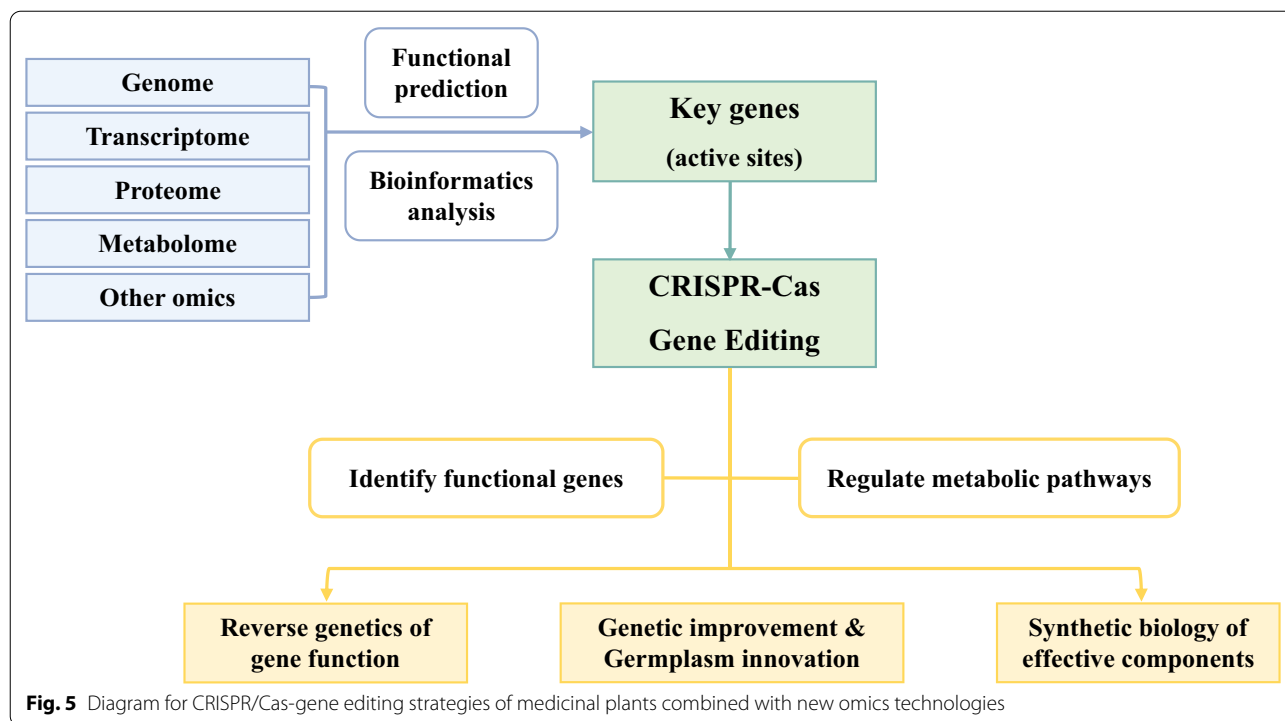 Genome
Transcriptome
Proteome
Metabolome
Other omics
Functional
prediction
Bioinformatics
analysis
Key genes
(active sites)
CRISPR-Cas
Gene Editing
Identify functional genes
Regulate metabolic pathways
Reverse genetics of
gene function
Genetic improvement &
Germplasm innovation
Synthetic biology of
effective components
Fig. 5 Diagram for CRISPR/Cas-gene editing strategies of medicinal plants combined with new omics technologies